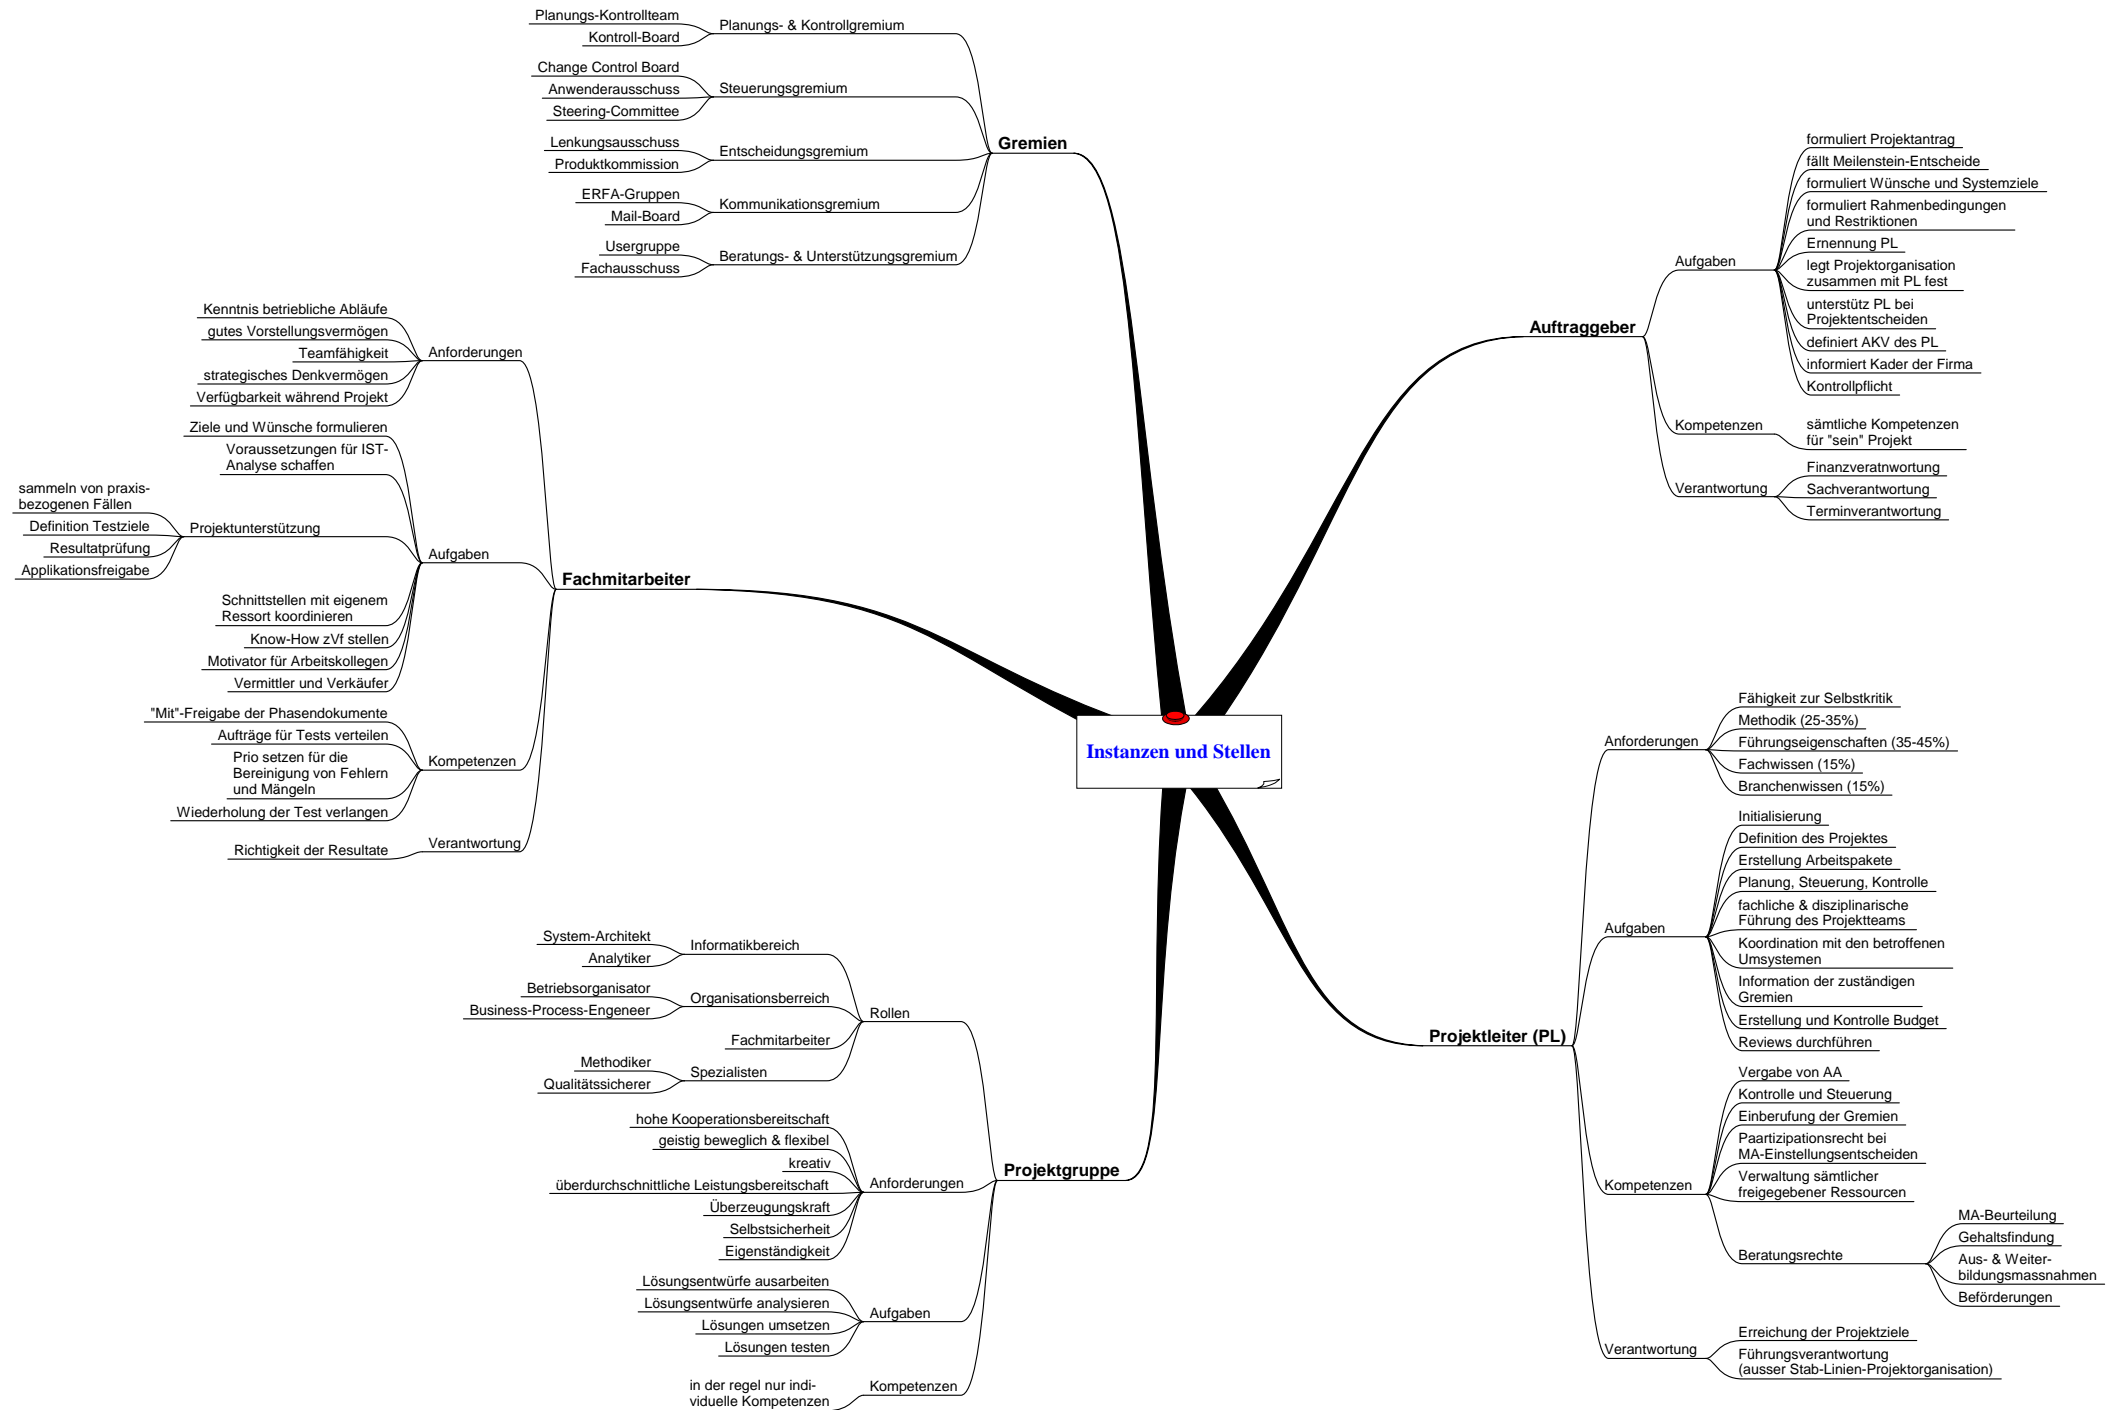 Instanzen und Stellen
Gremien
Planungs- & Kontrollgremium
Planungs-Kontrollteam
Kontroll-Board
Steuerungsgremium
Change Control Board
Anwenderausschuss
Steering-Committee
Entscheidungsgremium
Lenkungsausschuss
Produktkommission
Kommunikationsgremium
ERFA-Gruppen
Mail-Board
Beratungs- & Unterstützungsgremium
Usergruppe
Fachausschuss
Auftraggeber
Aufgaben
formuliert Projektantrag
fällt Meilenstein-Entscheide
formuliert Wünsche und Systemziele
formuliert Rahmenbedingungen
und Restriktionen
Ernennung PL
legt Projektorganisation
zusammen mit PL fest
unterstütz PL bei
Projektentscheiden
definiert AKV des PL
informiert Kader der Firma
Kontrollpflicht
Kompetenzen
sämtliche Kompetenzen
für "sein" Projekt
Verantwortung
Finanzveratnwortung
Sachverantwortung
Terminverantwortung
Fachmitarbeiter
Anforderungen
Kenntnis betriebliche Abläufe
gutes Vorstellungsvermögen
Teamfähigkeit
strategisches Denkvermögen
Verfügbarkeit während Projekt
Aufgaben
Ziele und Wünsche formulieren
Voraussetzungen für IST-
Analyse schaffen
Projektunterstützung
sammeln von praxis-
bezogenen Fällen
Definition Testziele
Resultatprüfung
Applikationsfreigabe
Schnittstellen mit eigenem
Ressort koordinieren
Know-How zVf stellen
Motivator für Arbeitskollegen
Vermittler und Verkäufer
Kompetenzen
"Mit"-Freigabe der Phasendokumente
Aufträge für Tests verteilen
Prio setzen für die
Bereinigung von Fehlern
und Mängeln
Wiederholung der Test verlangen
Verantwortung
Richtigkeit der Resultate
Projektleiter (PL)
Anforderungen
Fähigkeit zur Selbstkritik
Methodik (25-35%)
Führungseigenschaften (35-45%)
Fachwissen (15%)
Branchenwissen (15%)
Aufgaben
Initialisierung
Definition des Projektes
Erstellung Arbeitspakete
Planung, Steuerung, Kontrolle
fachliche & disziplinarische
Führung des Projektteams
Koordination mit den betroffenen
Umsystemen
Information der zuständigen
Gremien
Erstellung und Kontrolle Budget
Reviews durchführen
Kompetenzen
Vergabe von AA
Kontrolle und Steuerung
Einberufung der Gremien
Paartizipationsrecht bei
MA-Einstellungsentscheiden
Verwaltung sämtlicher
freigegebener Ressourcen
Beratungsrechte
MA-Beurteilung
Gehaltsfindung
Aus- & Weiter-
bildungsmassnahmen
Beförderungen
Verantwortung
Erreichung der Projektziele
Führungsverantwortung
(ausser Stab-Linien-Projektorganisation)
Projektgruppe
Rollen
Informatikbereich
System-Architekt
Analytiker
Organisationsberreich
Betriebsorganisator
Business-Process-Engeneer
Fachmitarbeiter
Spezialisten
Methodiker
Qualitätssicherer
Anforderungen
hohe Kooperationsbereitschaft
geistig beweglich & flexibel
kreativ
überdurchschnittliche Leistungsbereitschaft
Überzeugungskraft
Selbstsicherheit
Eigenständigkeit
Aufgaben
Lösungsentwürfe ausarbeiten
Lösungsentwürfe analysieren
Lösungen umsetzen
Lösungen testen
Kompetenzen
in der regel nur indi-
viduelle Kompetenzen